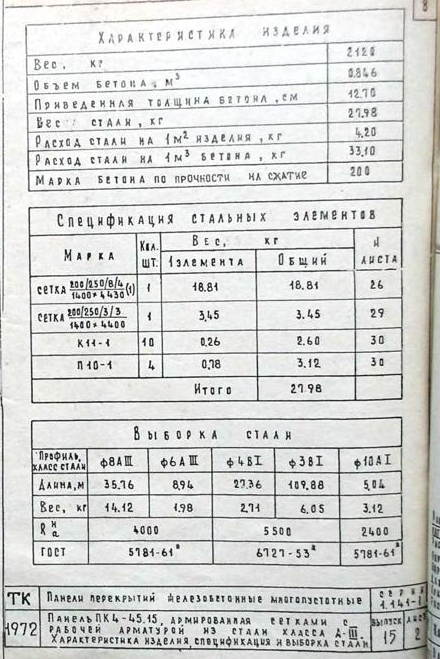 8
Характеристика изделия
Вес, кг 2120
Объем бетона, м³ 0.846
Приведенная толщина бетона, см 12.70
Вес стали, кг 27.98
Расход стали на 1 м² изделия, кг 4.20
Расход стали на 1 м³ бетона, кг 33.10
Марка бетона по прочности на сжатие 200
Спецификация стальных элементов
Марка Кол. шт. Вес, кг N листа
1 элемента Общий
сетка 200/250/8/4 / 1400×4430 (1) 1 18.81 18.81 26
сетка 200/250/3/3 / 1400×4400 1 3.45 3.45 29
К11-1 10 0.26 2.60 30
П10-1 4 0.78 3.12 30
Итого 27.98
Выборка стали
Профиль, класс стали ф8АIII ф6АIII ф4ВI ф3ВI ф10АI
Длина, м 35.76 8.94 27.36 109.88 5.04
Вес, кг 14.12 1.98 2.71 6.05 3.12
Rна 4000 5500 2400
ГОСТ 5781-61* 6727-53* 5781-61*
ТК Панели перекрытий железобетонные многопустотные серия
1.141-1
1972 Панель ПК4-45.15, армированная сетками с выпуск лист
рабочей арматурой из стали класса А-III. 15 2
Характеристика изделия, спецификация и выборка стали